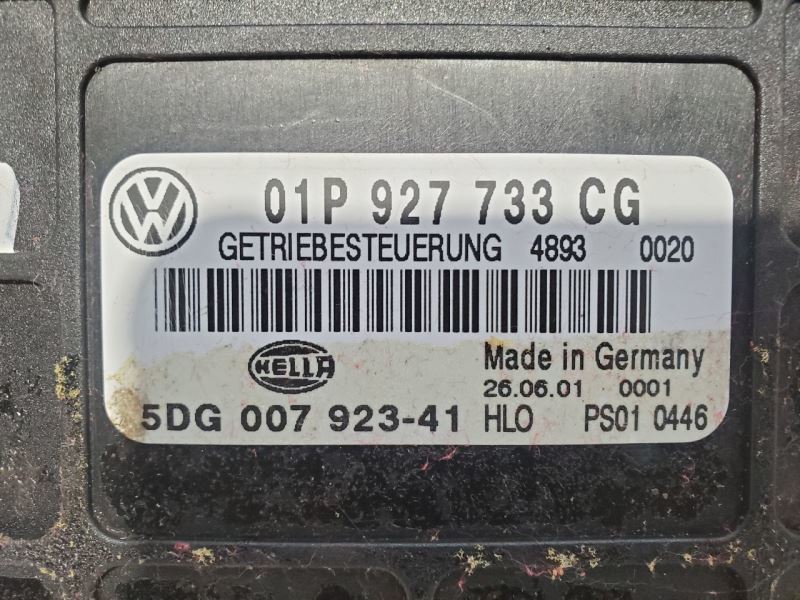 01P 927 733 CG
GETRIEBESTEUERUNG 4893 0020
HELLA
Made in Germany
26.06.01 0001
5DG 007 923-41 HLO PS01 0446